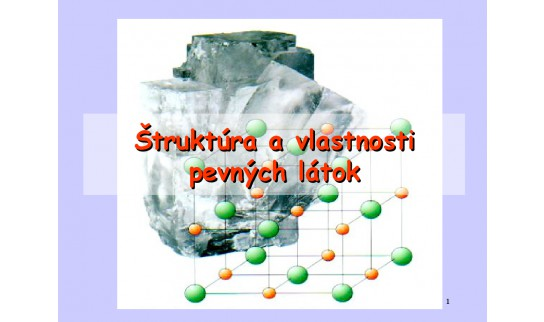 Štruktúra a vlastnosti
pevných látok
1